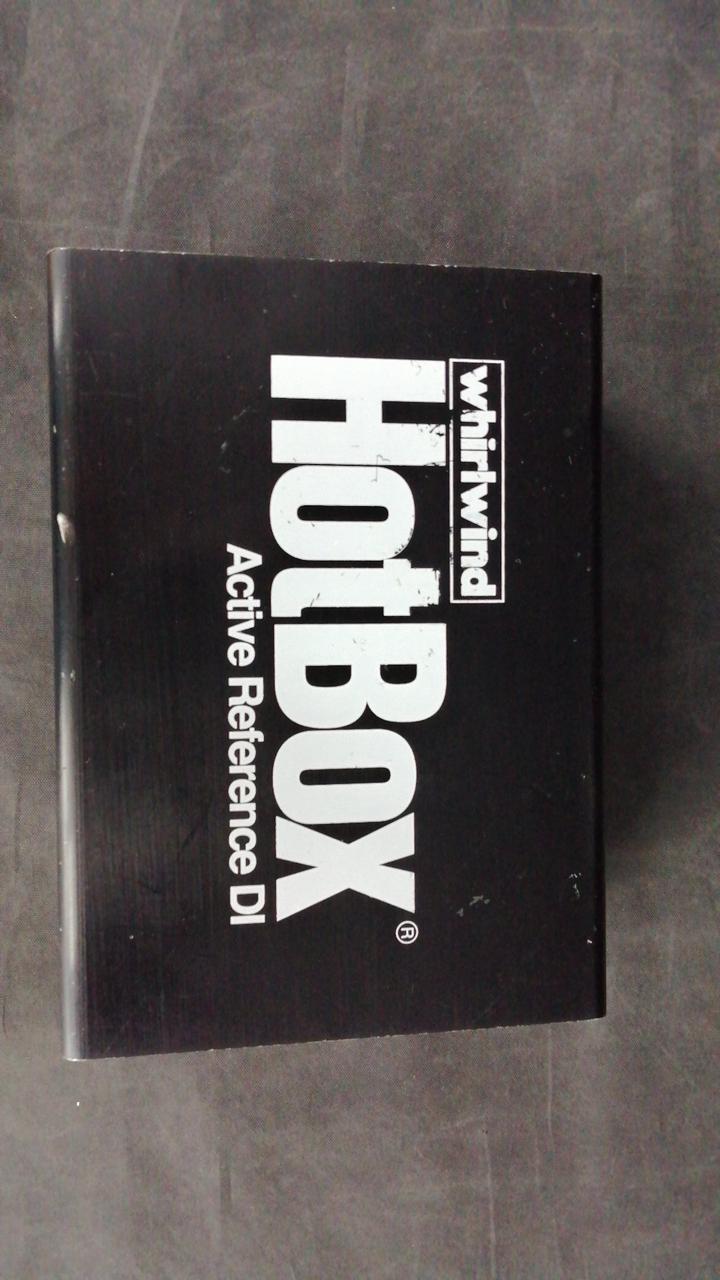 whirlwind
HotBox®
Active Reference DI